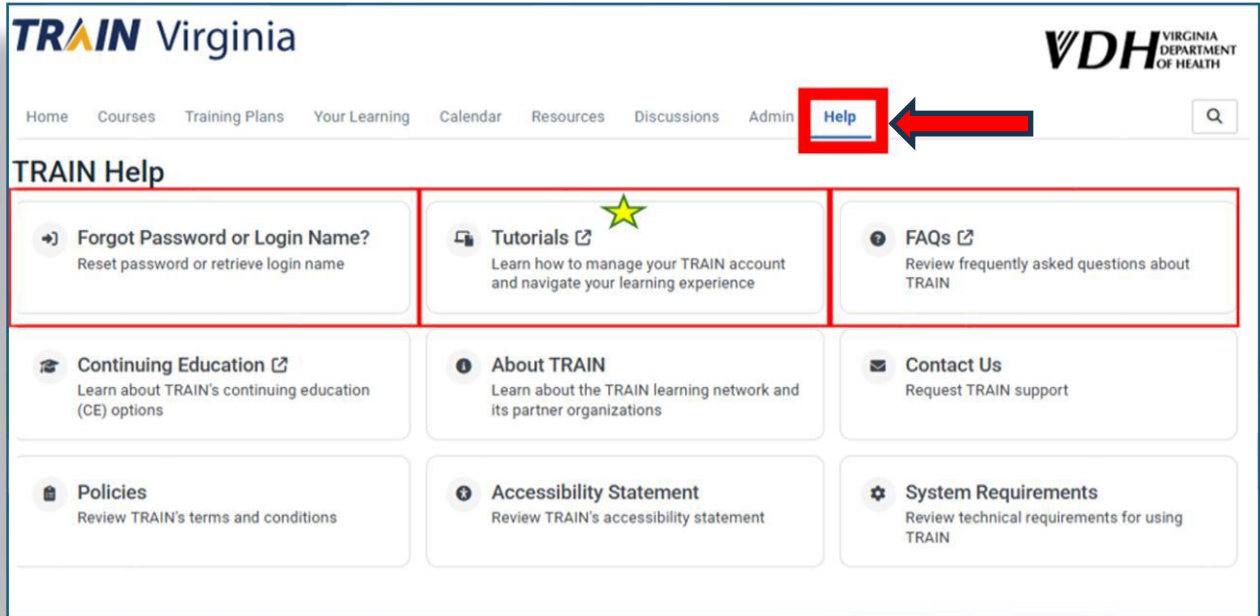 TRAIN Virginia
VDH VIRGINIA
DEPARTMENT
OF HEALTH
Home Courses Training Plans Your Learning Calendar Resources Discussions Admin Help
TRAIN Help
Forgot Password or Login Name?
Reset password or retrieve login name
Tutorials
Learn how to manage your TRAIN account
and navigate your learning experience
FAQs
Review frequently asked questions about
TRAIN
Continuing Education
Learn about TRAIN's continuing education
(CE) options
About TRAIN
Learn about the TRAIN learning network and
its partner organizations
Contact Us
Request TRAIN support
Policies
Review TRAIN's terms and conditions
Accessibility Statement
Review TRAIN's accessibility statement
System Requirements
Review technical requirements for using
TRAIN